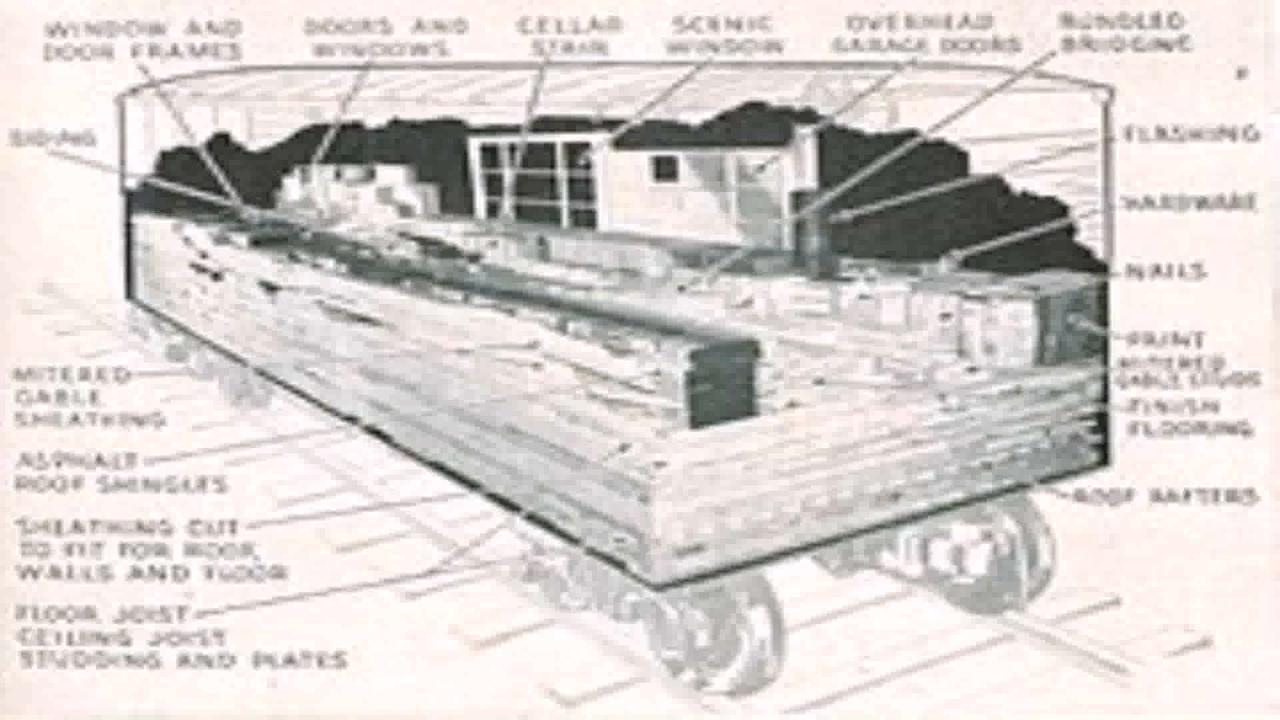 WINDOW AND
DOOR FRAMES
DOORS AND
WINDOWS
CELLAR
STAIR
SCENIC
WINDOW
OVERHEAD
GARAGE DOORS
BUNDLED
BRIDGING
SIDING
FLASHING
HARDWARE
NAILS
PAINT
MITERED
GABLE STUDS
FINISH
FLOORING
ROOF RAFTERS
MITERED
GABLE
SHEATHING
ASPHALT
ROOF SHINGLES
SHEATHING CUT
TO FIT FOR ROOF,
WALLS AND FLOOR
FLOOR JOIST
CEILING JOIST
STUDDING AND PLATES